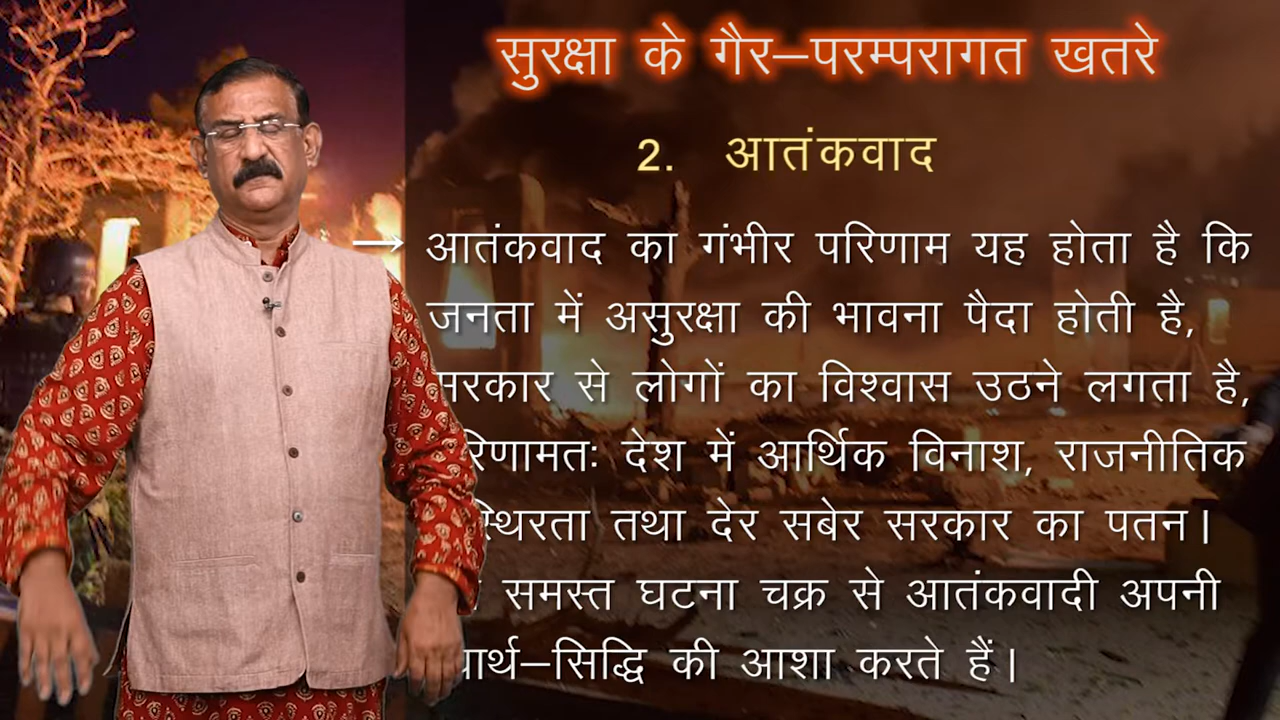 सुरक्षा के गैर–परम्परागत खतरे
2. आतंकवाद
→ आतंकवाद का गंभीर परिणाम यह होता है कि
जनता में असुरक्षा की भावना पैदा होती है,
सरकार से लोगों का विश्वास उठने लगता है,
देश में आर्थिक विनाश, राजनीतिक
तथा देर सबेर सरकार का पतन।
समस्त घटना चक्र से आतंकवादी अपनी
की आशा करते हैं।